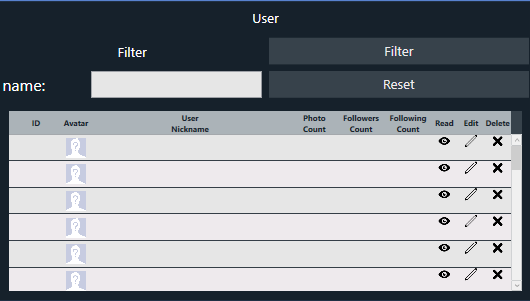 User
Filter
Filter
name:
Reset
ID Avatar User Nickname Photo Count Followers Count Following Count Read Edit Delete